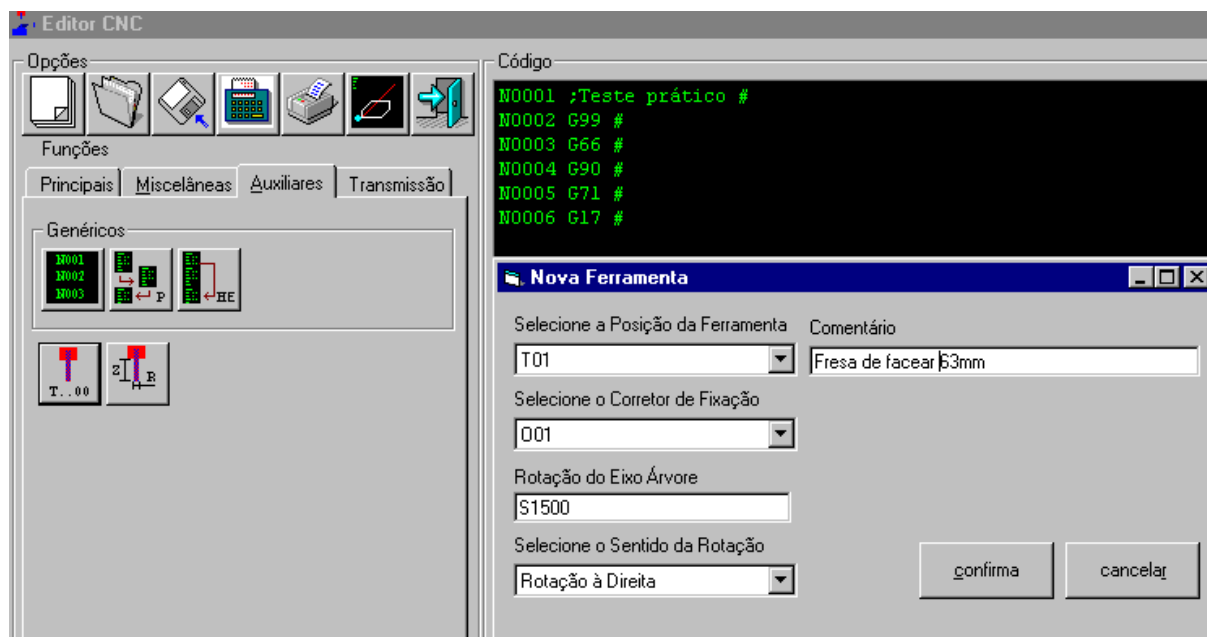 Editor CNC
Opções
Funções
Principais Miscelâneas Auxiliares Transmissão
Genéricos
N001
N002
N003
P
HE
T..00
Z
R
Código
N0001 ;Teste prático #
N0002 G99 #
N0003 G66 #
N0004 G90 #
N0005 G71 #
N0006 G17 #
Nova Ferramenta
Selecione a Posição da Ferramenta
T01
Comentário
Fresa de facear 63mm
Selecione o Corretor de Fixação
O01
Rotação do Eixo Árvore
S1500
Selecione o Sentido da Rotação
Rotação à Direita
confirma
cancelar